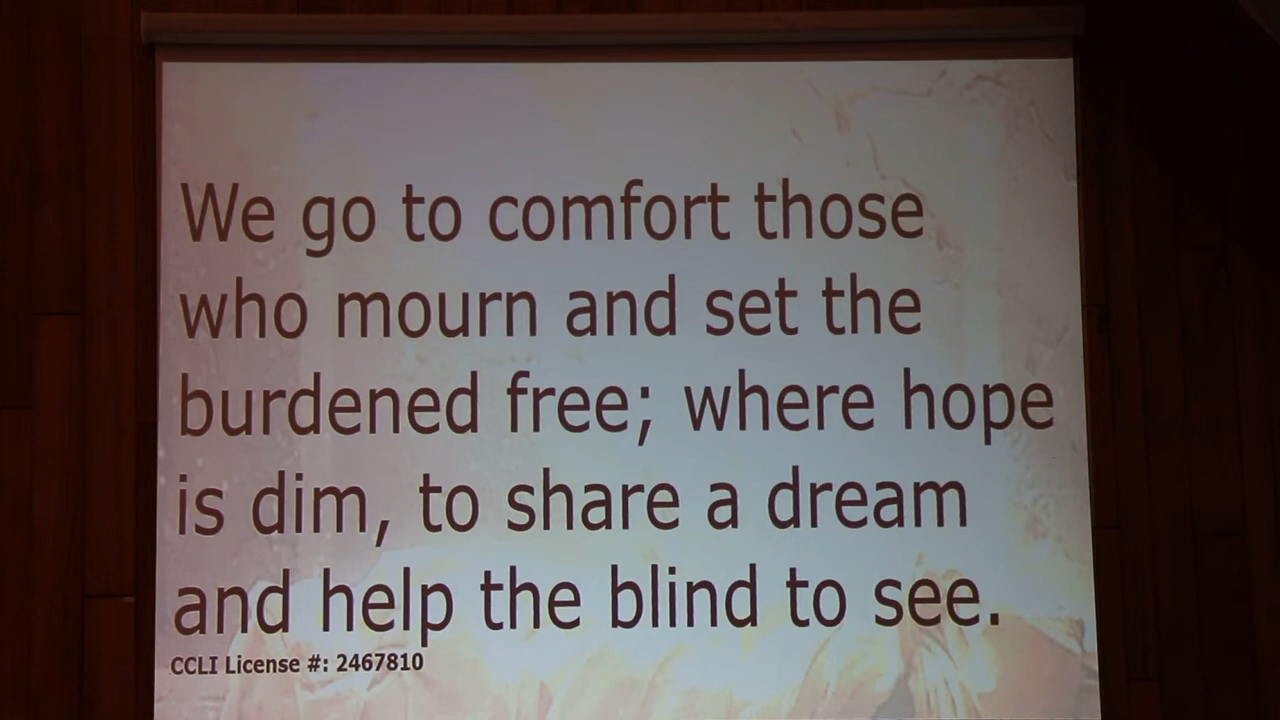 We go to comfort those
who mourn and set the
burdened free; where hope
is dim, to share a dream
and help the blind to see.
CCLI License #: 2467810